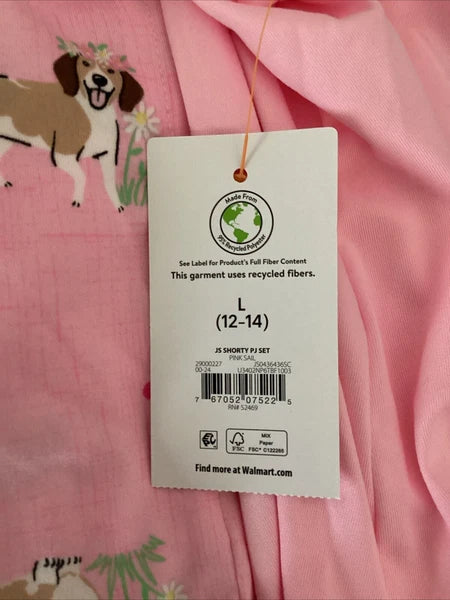 Made From
95% Recycled Polyester
See Label for Product's Full Fiber Content
This garment uses recycled fibers.
L
(12-14)
JS SHORTY PJ SET
PINK SAIL
29000227 JS0436436SC
00-24 U3402NP6TBF1003
7 67052 07522 5
RN# 52469
FSC
MIX
Paper
FSC® C122265
Find more at Walmart.com